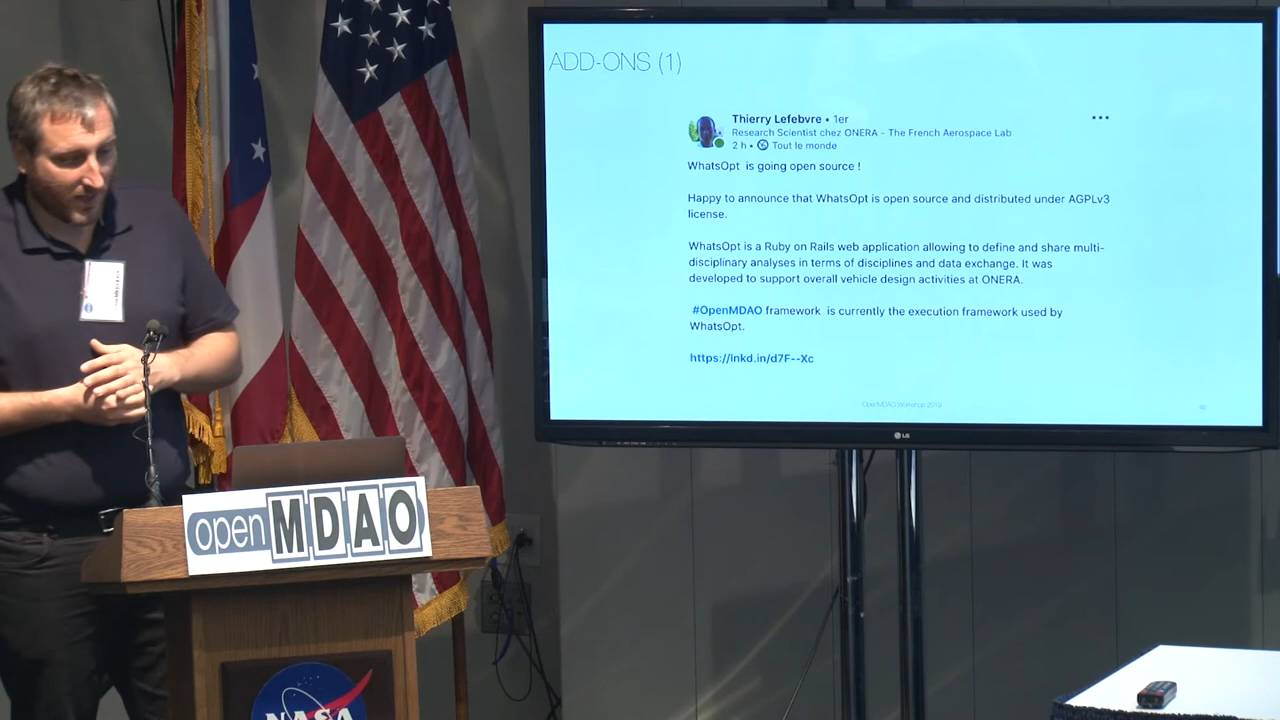 ADD-ONS (1)
Thierry Lefebvre • 1er
Research Scientist chez ONERA - The French Aerospace Lab
2 h • Tout le monde
WhatsOpt is going open source !
Happy to announce that WhatsOpt is open source and distributed under AGPLv3
license.
WhatsOpt is a Ruby on Rails web application allowing to define and share multi-
disciplinary analyses in terms of disciplines and data exchange. It was
developed to support overall vehicle design activities at ONERA.
#OpenMDAO framework is currently the execution framework used by
WhatsOpt.
https://lnkd.in/d7F--Xc
OpenMDAO Workshop 2019
LG
openMDAO
NASA